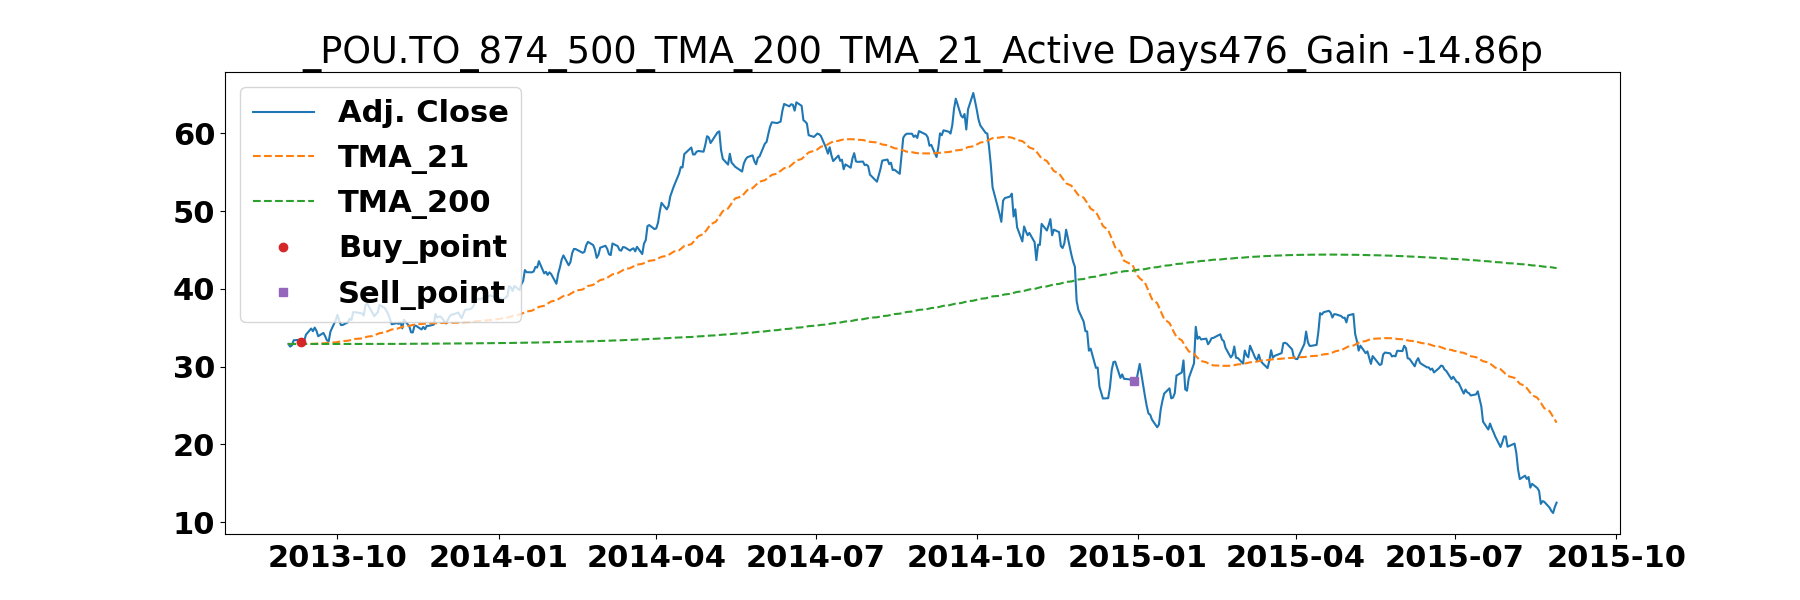 _POU.TO_874_500_TMA_200_TMA_21_Active Days476_Gain -14.86p
Adj. Close
TMA_21
TMA_200
Buy_point
Sell_point
60
50
40
30
20
10
2013-10 2014-01 2014-04 2014-07 2014-10 2015-01 2015-04 2015-07 2015-10